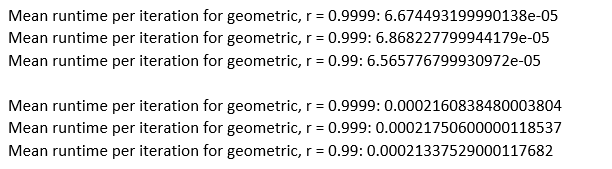 Mean runtime per iteration for geometric, r = 0.9999: 6.674493199990138e-05
Mean runtime per iteration for geometric, r = 0.999: 6.868227799944179e-05
Mean runtime per iteration for geometric, r = 0.99: 6.565776799930972e-05
Mean runtime per iteration for geometric, r = 0.9999: 0.0002160838480003804
Mean runtime per iteration for geometric, r = 0.999: 0.00021750600000118537
Mean runtime per iteration for geometric, r = 0.99: 0.00021337529000117682